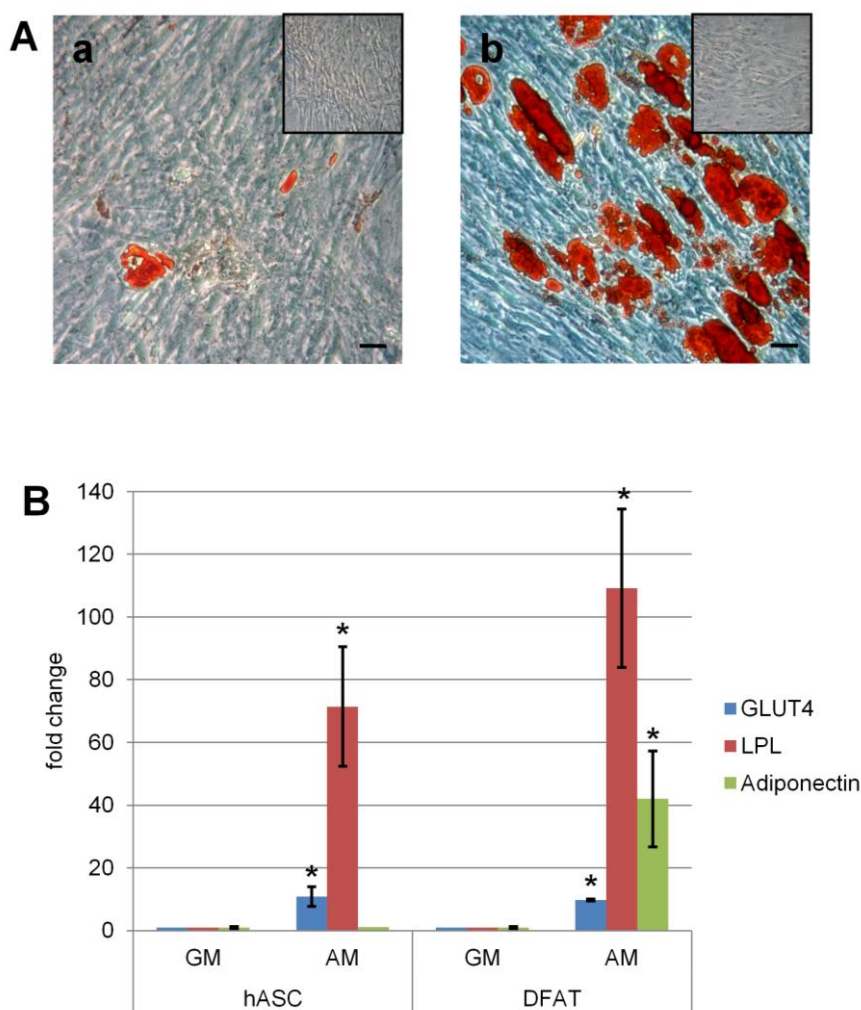 A
a
b
B
140
120
100
80
60
40
20
0
fold change
* * * * *
GLUT4
LPL
Adiponectin
GM AM GM AM
hASC DFAT